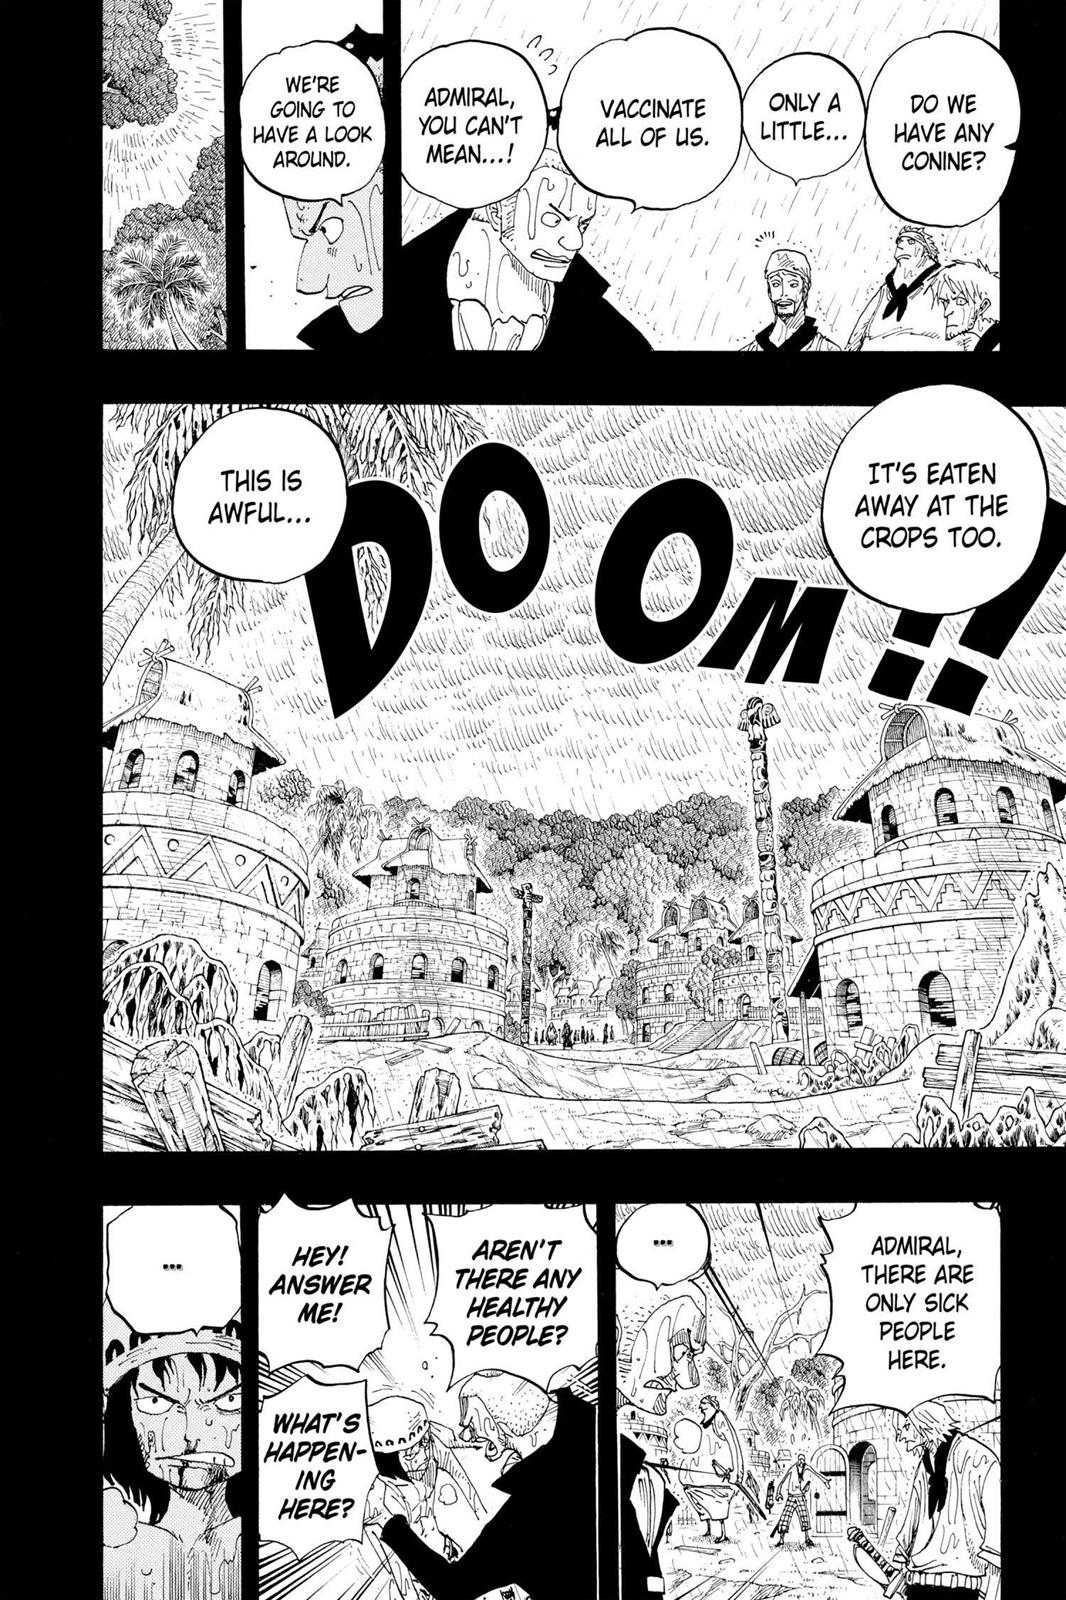 DO WE
HAVE ANY
CONINE?
ONLY A
LITTLE...
VACCINATE
ALL OF US.
ADMIRAL,
YOU CAN'T
MEAN...!
WE'RE
GOING TO
HAVE A LOOK
AROUND.
IT'S EATEN
AWAY AT THE
CROPS TOO.
THIS IS
AWFUL...
DOOM!!
ADMIRAL,
THERE ARE
ONLY SICK
PEOPLE
HERE.
...
AREN'T
THERE ANY
HEALTHY
PEOPLE?
HEY!
ANSWER
ME!
WHAT'S
HAPPEN-
ING
HERE?
...